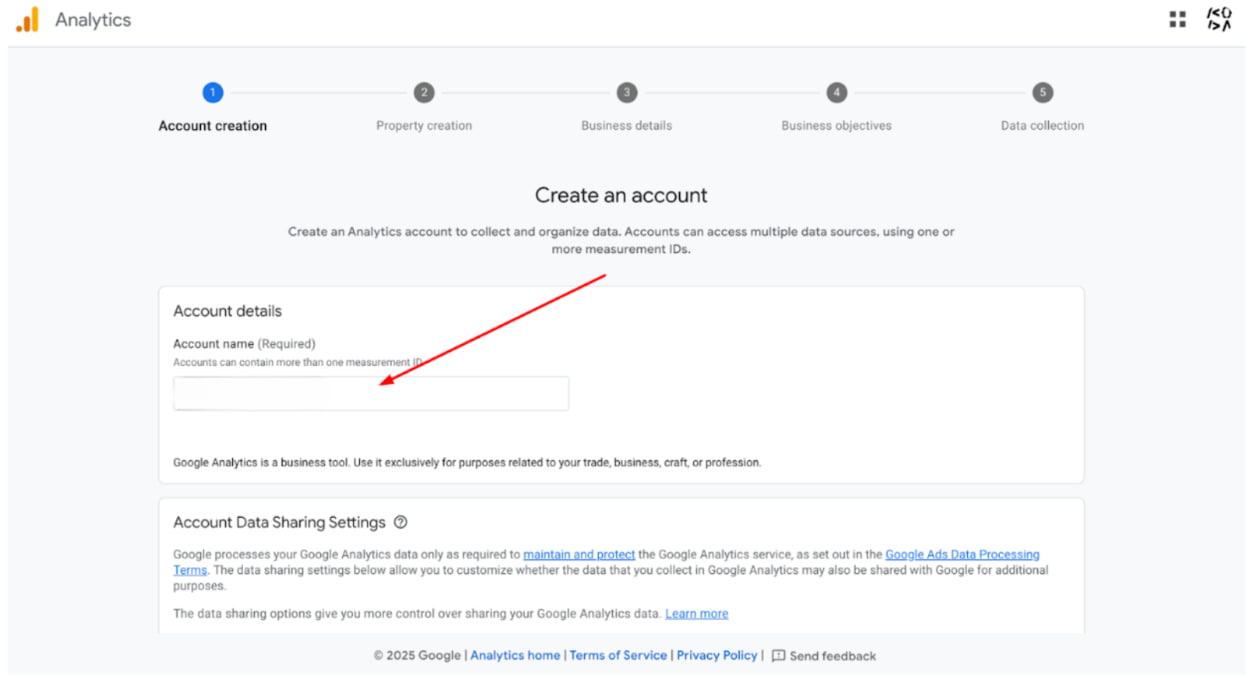 Analytics
1
2
3
4
5
Account creation
Property creation
Business details
Business objectives
Data collection
Create an account
Create an Analytics account to collect and organize data. Accounts can access multiple data sources, using one or
more measurement IDs.
Account details
Account name (Required)
Accounts can contain more than one measurement ID.
Google Analytics is a business tool. Use it exclusively for purposes related to your trade, business, craft, or profession.
Account Data Sharing Settings
Google processes your Google Analytics data only as required to maintain and protect the Google Analytics service, as set out in the Google Ads Data Processing
Terms. The data sharing settings below allow you to customize whether the data that you collect in Google Analytics may also be shared with Google for additional
purposes.
The data sharing options give you more control over sharing your Google Analytics data. Learn more
© 2025 Google | Analytics home | Terms of Service | Privacy Policy | Send feedback